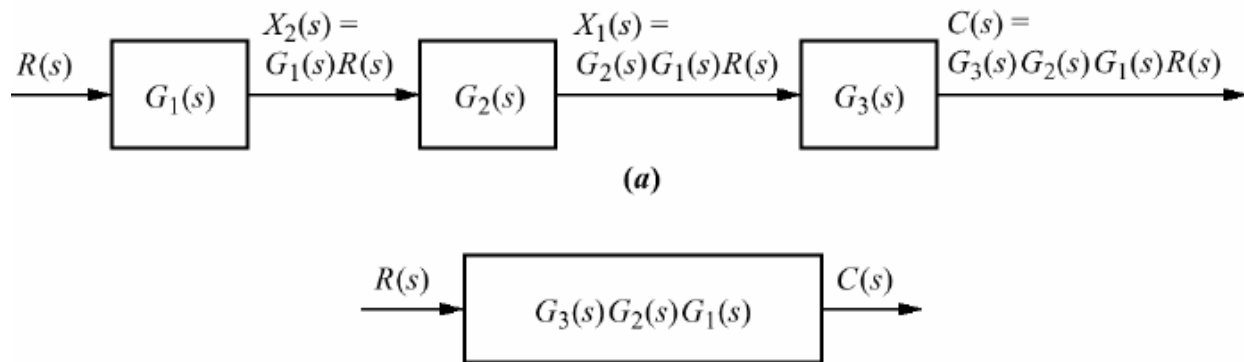 R(s)
G₁(s)
X₂(s) =
G₁(s)R(s)
G₂(s)
X₁(s) =
G₂(s)G₁(s)R(s)
G₃(s)
C(s) =
G₃(s)G₂(s)G₁(s)R(s)
(a)
R(s)
G₃(s)G₂(s)G₁(s)
C(s)